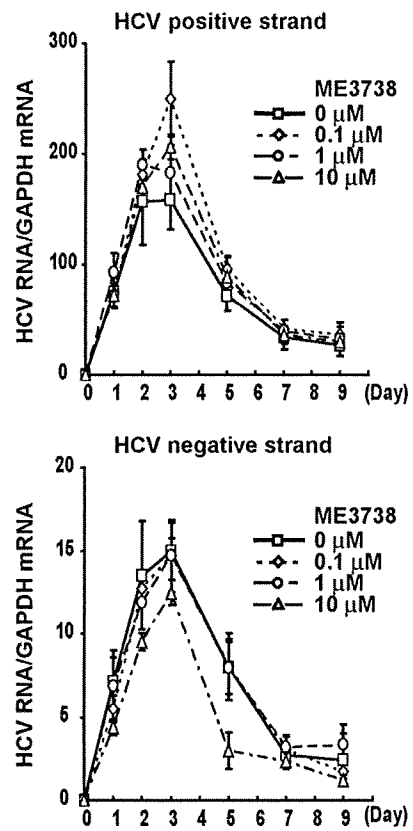 HCV positive strand
HCV RNA/GAPDH mRNA
300
200
100
0
ME3738
0 µM
0.1 µM
1 µM
10 µM
0 1 2 3 5 7 9 (Day)
HCV negative strand
HCV RNA/GAPDH mRNA
20
15
10
5
0
ME3738
0 µM
0.1 µM
1 µM
10 µM
0 1 2 3 4 5 6 7 8 9 (Day)